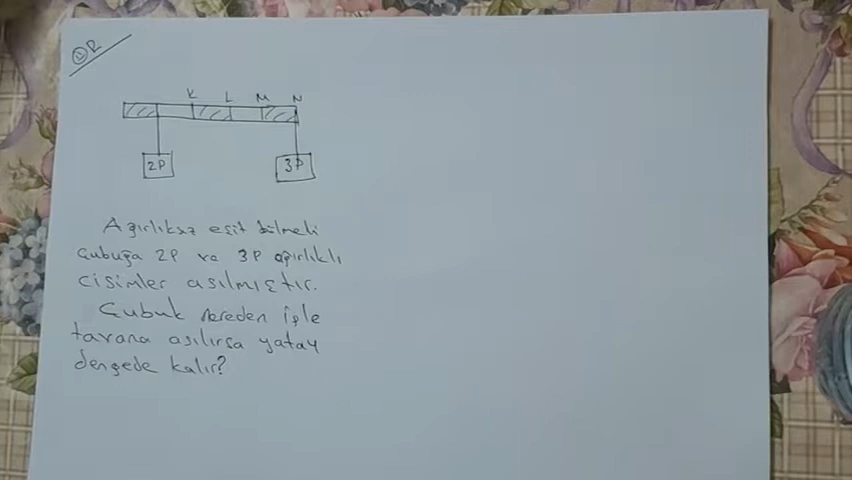 ÖR
K L M N
2P 3P
Ağırlıksız eşit bölmeli
çubuğa 2P ve 3P ağırlıklı
cisimler asılmıştır.
Çubuk nereden iple
tavana asılırsa yatay
dengede kalır?